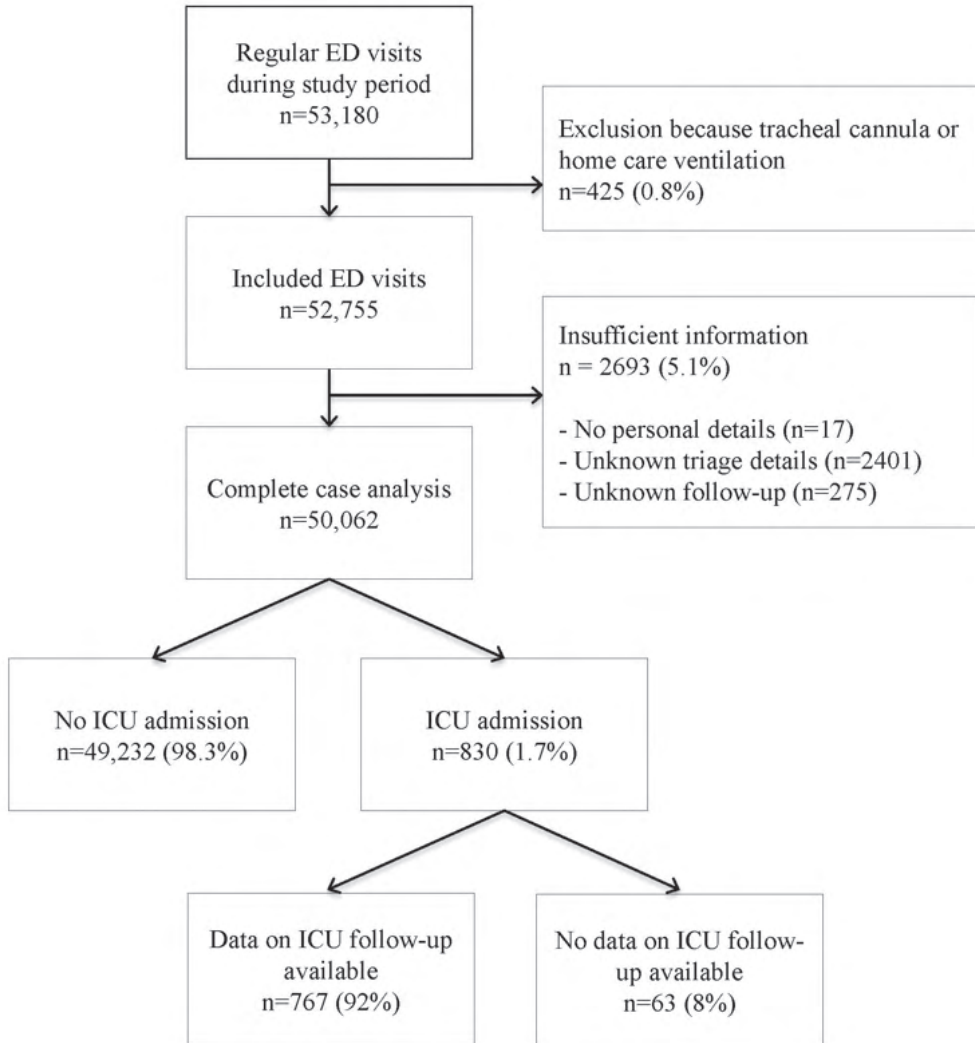 Regular ED visits
during study period
n=53,180
Exclusion because tracheal cannula or
home care ventilation
n=425 (0.8%)
Included ED visits
n=52,755
Insufficient information
n = 2693 (5.1%)
- No personal details (n=17)
- Unknown triage details (n=2401)
- Unknown follow-up (n=275)
Complete case analysis
n=50,062
No ICU admission
n=49,232 (98.3%)
ICU admission
n=830 (1.7%)
Data on ICU follow-up
available
n=767 (92%)
No data on ICU follow-
up available
n=63 (8%)